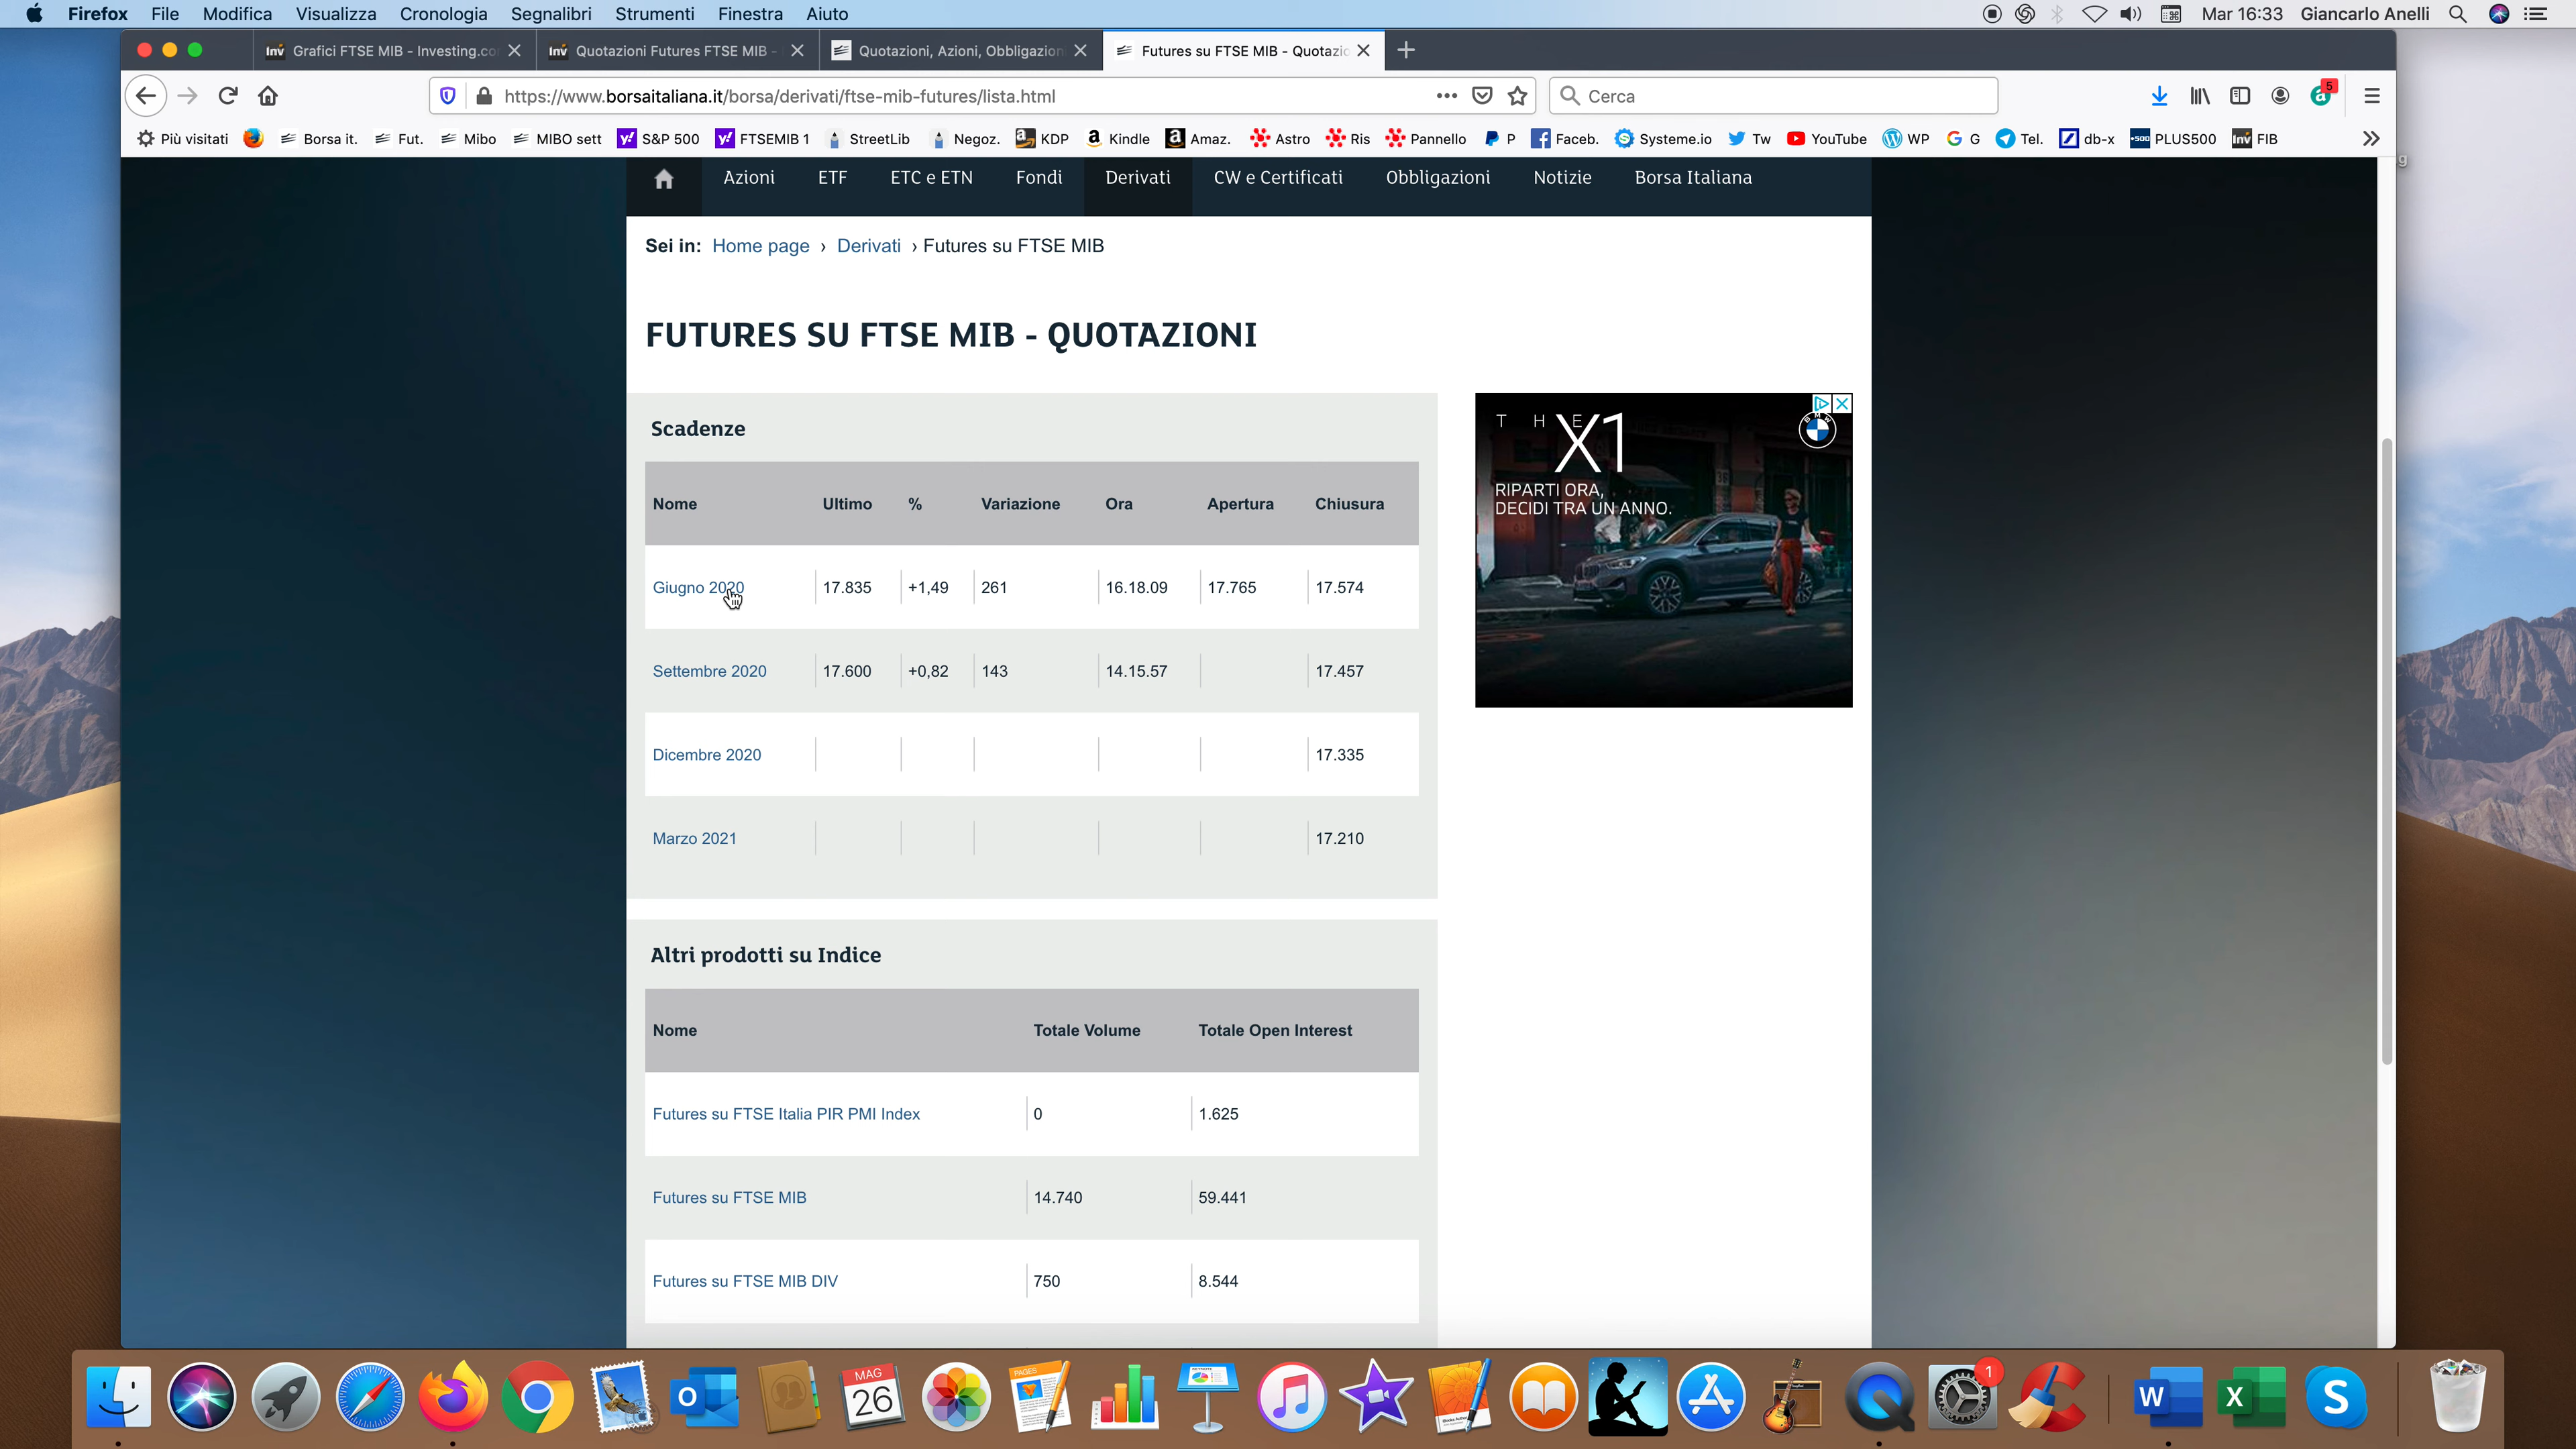 Firefox File Modifica Visualizza Cronologia Segnalibri Strumenti Finestra Aiuto Mar 16:33 Giancarlo Anelli
Grafici FTSE MIB - Investing.co Quotazioni Futures FTSE MIB - Quotazioni, Azioni, Obbligazion Futures su FTSE MIB - Quotazio
https://www.borsaitaliana.it/borsa/derivati/ftse-mib-futures/lista.html Cerca 5
Più visitati Borsa it. Fut. Mibo MIBO sett S&P 500 FTSEMIB 1 StreetLib Negoz. KDP Kindle Amaz. Astro Ris Pannello P Faceb. Systeme.io Tw YouTube WP G Tel. db-x PLUS500 FIB
Azioni ETF ETC e ETN Fondi Derivati CW e Certificati Obbligazioni Notizie Borsa Italiana
Sei in: Home page › Derivati › Futures su FTSE MIB
FUTURES SU FTSE MIB - QUOTAZIONI
Scadenze
Nome Ultimo % Variazione Ora Apertura Chiusura
Giugno 2020 17.835 +1,49 261 16.18.09 17.765 17.574
Settembre 2020 17.600 +0,82 143 14.15.57 17.457
Dicembre 2020 17.335
Marzo 2021 17.210
THE X1
RIPARTI ORA,
DECIDI TRA UN ANNO.
Altri prodotti su Indice
Nome Totale Volume Totale Open Interest
Futures su FTSE Italia PIR PMI Index 0 1.625
Futures su FTSE MIB 14.740 59.441
Futures su FTSE MIB DIV 750 8.544
MAG
26
PAGES
1